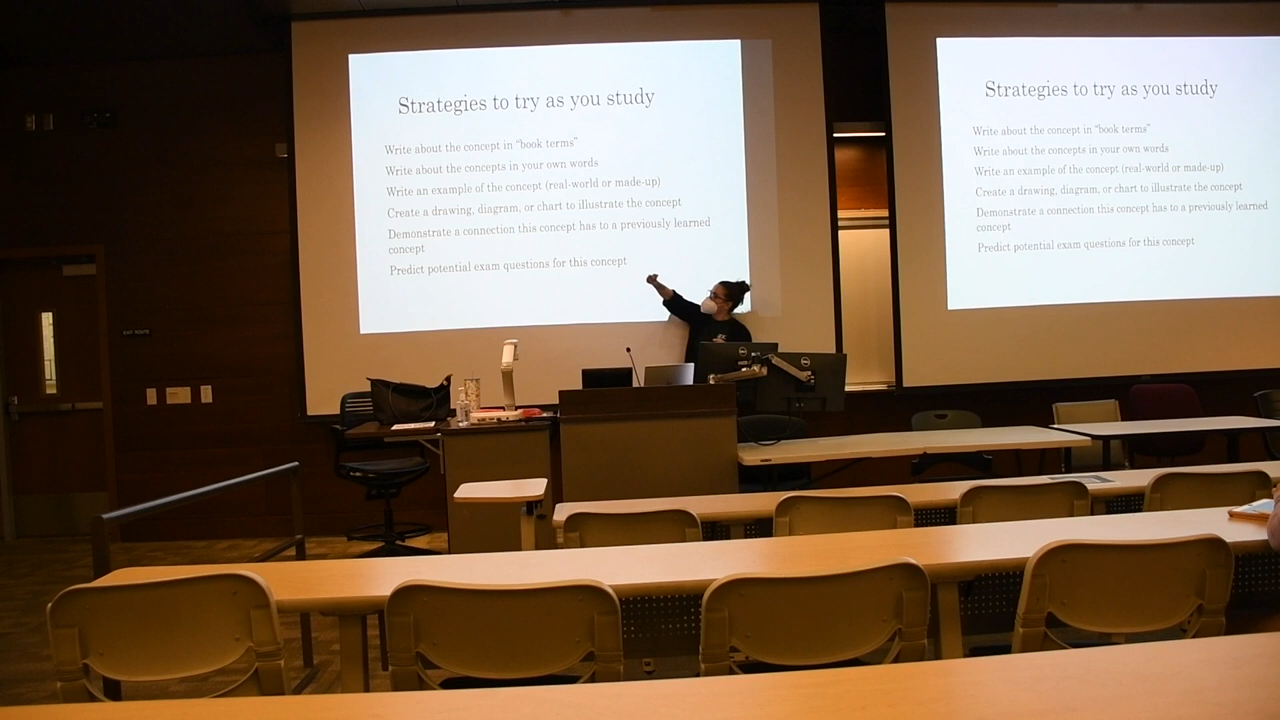 Strategies to try as you study
Write about the concept in “book terms”
Write about the concepts in your own words
Write an example of the concept (real-world or made-up)
Create a drawing, diagram, or chart to illustrate the concept
Demonstrate a connection this concept has to a previously learned
concept
Predict potential exam questions for this concept
Strategies to try as you study
Write about the concept in “book terms”
Write about the concepts in your own words
Write an example of the concept (real-world or made-up)
Create a drawing, diagram, or chart to illustrate the concept
Demonstrate a connection this concept has to a previously learned
concept
Predict potential exam questions for this concept
EXIT ROUTE
DELL
DELL